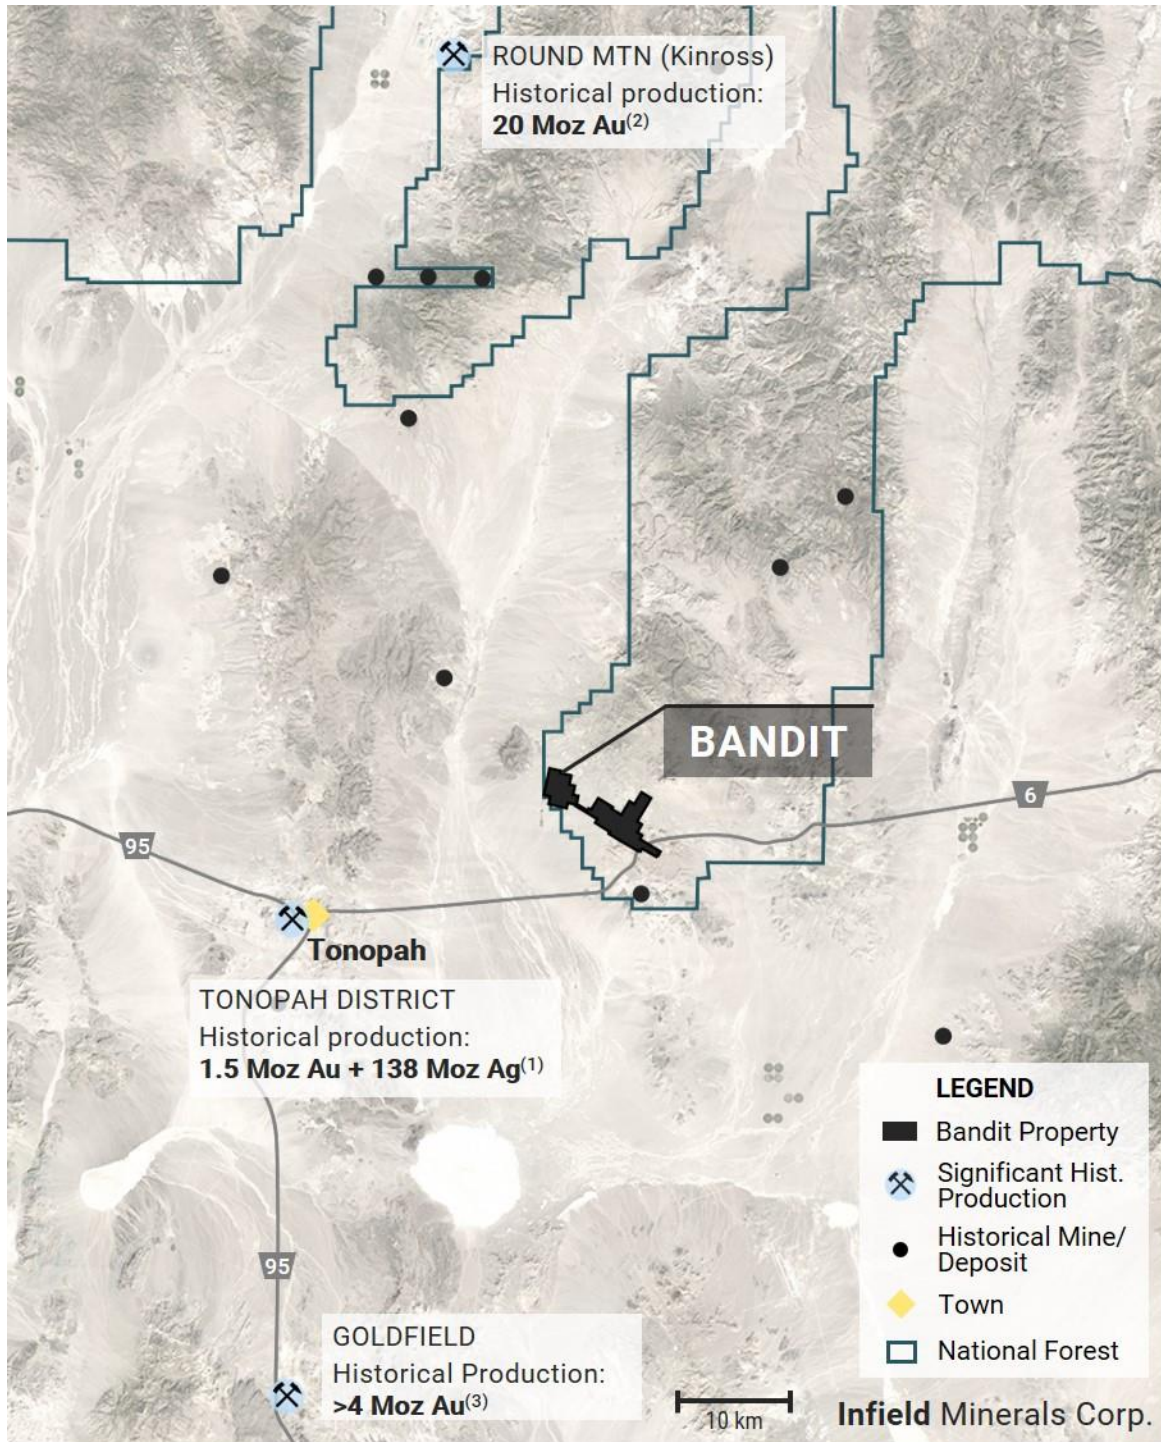 ROUND MTN (Kinross)
Historical production:
20 Moz Au(2)
BANDIT
6
95
Tonopah
TONOPAH DISTRICT
Historical production:
1.5 Moz Au + 138 Moz Ag(1)
95
GOLDFIELD
Historical Production:
>4 Moz Au(3)
LEGEND
Bandit Property
Significant Hist.
Production
Historical Mine/
Deposit
Town
National Forest
10 km
Infield Minerals Corp.